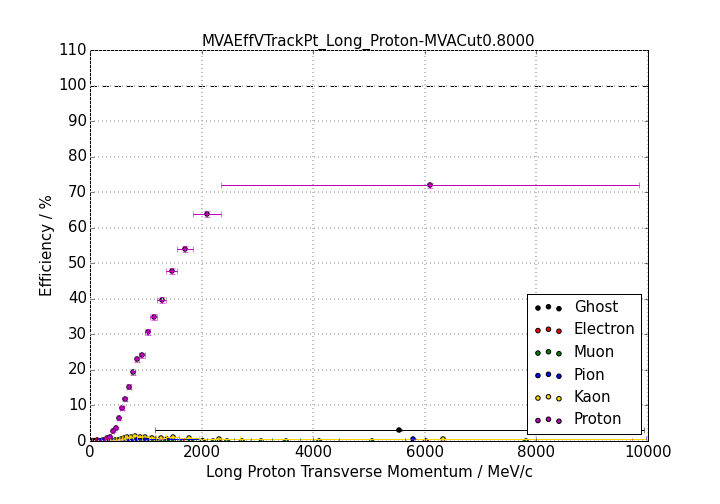 MVAEffVTrackPt_Long_Proton-MVACut0.8000
110
100
90
80
70
60
50
40
30
20
10
0
Efficiency / %
Ghost
Electron
Muon
Pion
Kaon
Proton
0 2000 4000 6000 8000 10000
Long Proton Transverse Momentum / MeV/c